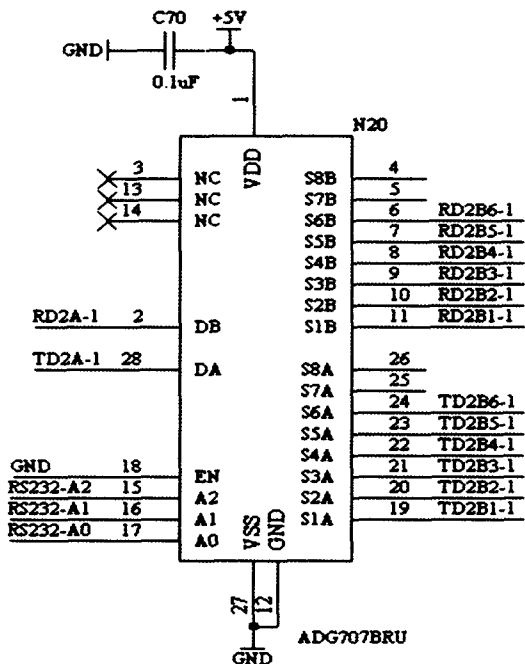 C70 +5V
GND
0.1uF
1
N20
VDD
3 NC S8B 4
13 NC S7B 5
14 NC S6B 6 RD2B6-1
S5B 7 RD2B5-1
S4B 8 RD2B4-1
S3B 9 RD2B3-1
S2B 10 RD2B2-1
RD2A-1 2 DB S1B 11 RD2B1-1
TD2A-1 28 DA S8A 26
S7A 25
S6A 24 TD2B6-1
S5A 23 TD2B5-1
S4A 22 TD2B4-1
GND 18 EN S3A 21 TD2B3-1
RS232-A2 15 A2 S2A 20 TD2B2-1
RS232-A1 16 A1 S1A 19 TD2B1-1
RS232-A0 17 A0
VSS GND
27 12
ADG707BRU
GND